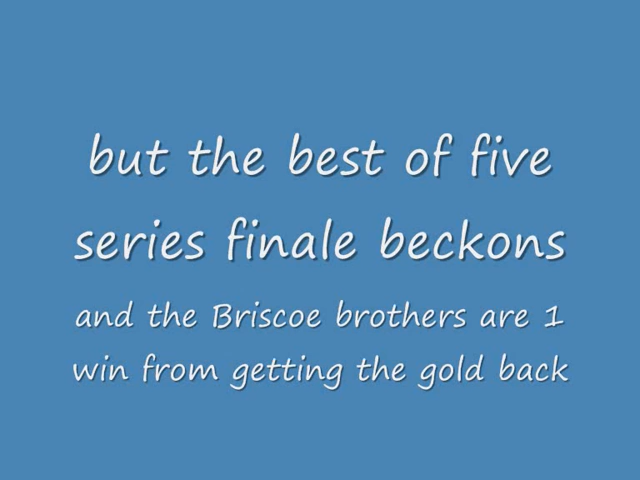 but the best of five
series finale beckons
and the Briscoe brothers are 1
win from getting the gold back